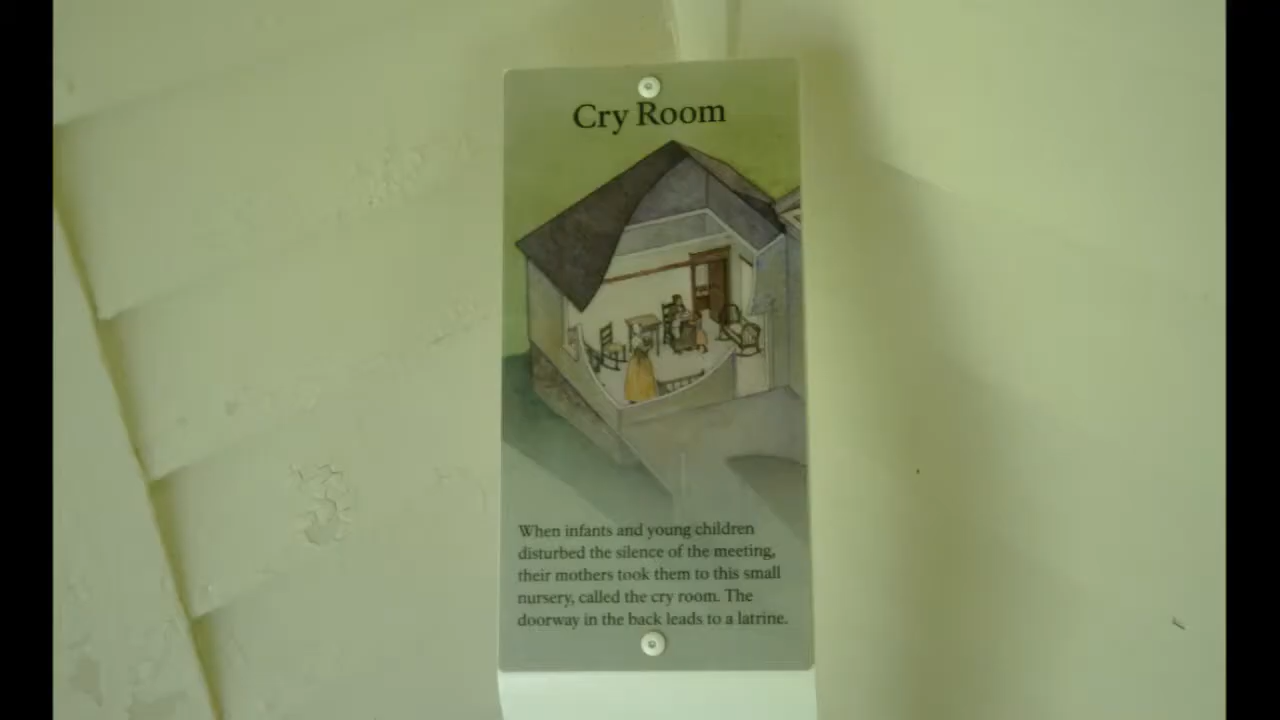 Cry Room
When infants and young children
disturbed the silence of the meeting,
their mothers took them to this small
nursery, called the cry room. The
doorway in the back leads to a latrine.